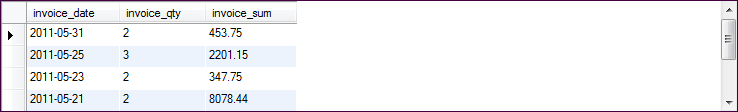 invoice_date invoice_qty invoice_sum
2011-05-31 2 453.75
2011-05-25 3 2201.15
2011-05-23 2 347.75
2011-05-21 2 8078.44